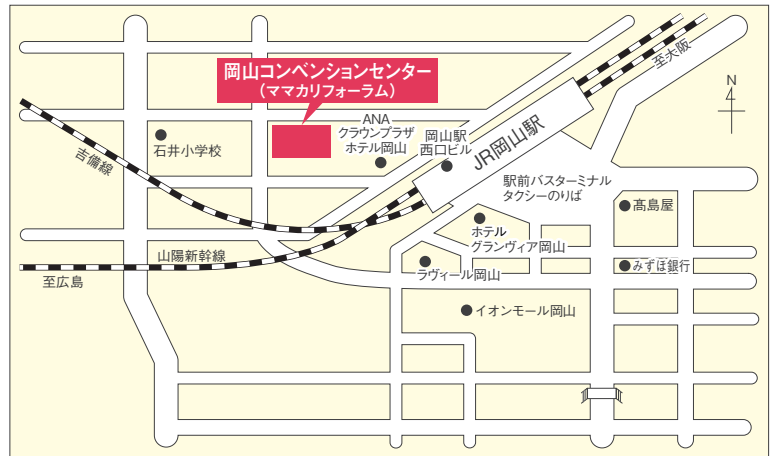 至大阪
岡山コンベンションセンター
（ママカリフォーラム）
N
ANA
クラウンプラザ
ホテル岡山
岡山駅
西口ビル
JR岡山駅
石井小学校
吉備線
駅前バスターミナル
タクシーのりば
髙島屋
ホテル
グランヴィア岡山
山陽新幹線
至広島
ラヴィール岡山
みずほ銀行
イオンモール岡山